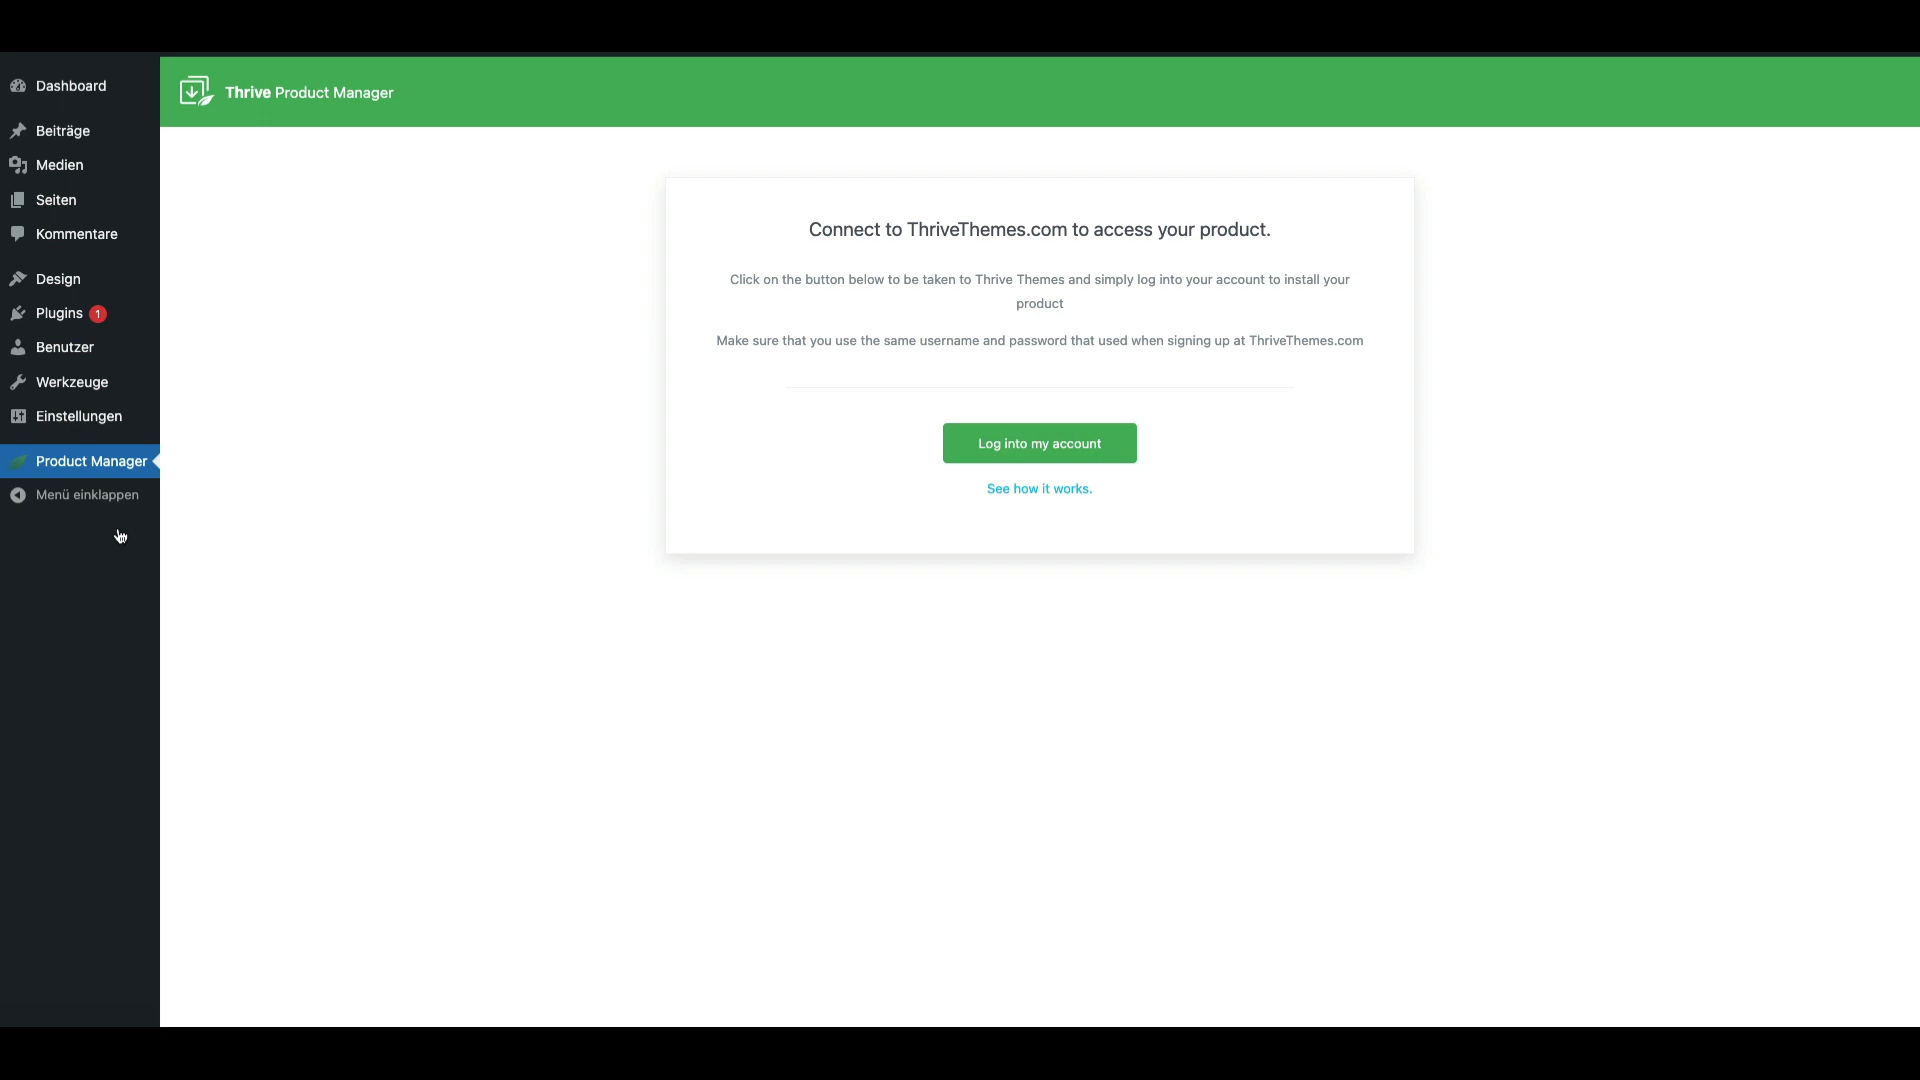 Dashboard
Beiträge
Medien
Seiten
Kommentare
Design
Plugins 1
Benutzer
Werkzeuge
Einstellungen
Product Manager
Menü einklappen
Thrive Product Manager
Connect to ThriveThemes.com to access your product.
Click on the button below to be taken to Thrive Themes and simply log into your account to install your
product
Make sure that you use the same username and password that used when signing up at ThriveThemes.com
Log into my account
See how it works.